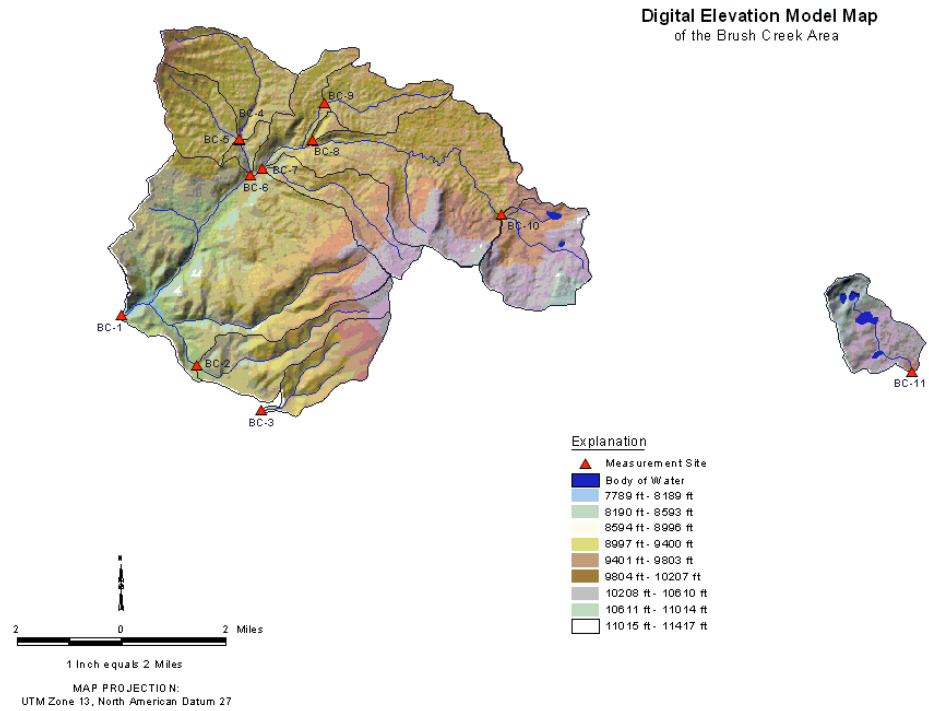 Digital Elevation Model Map
of the Brush Creek Area
BC-9
BC-4
BC-5
BC-8
BC-7
BC-6
BC-10
BC-1
BC-2
BC-3
BC-11
Explanation
Measurement Site
Body of Water
7789 ft - 8189 ft
8190 ft - 8593 ft
8594 ft - 8996 ft
8997 ft - 9400 ft
9401 ft - 9803 ft
9804 ft - 10207 ft
10208 ft - 10610 ft
10611 ft - 11014 ft
11015 ft - 11417 ft
2 0 2 Miles
1 Inch equals 2 Miles
MAP PROJECTION:
UTM Zone 13, North American Datum 27